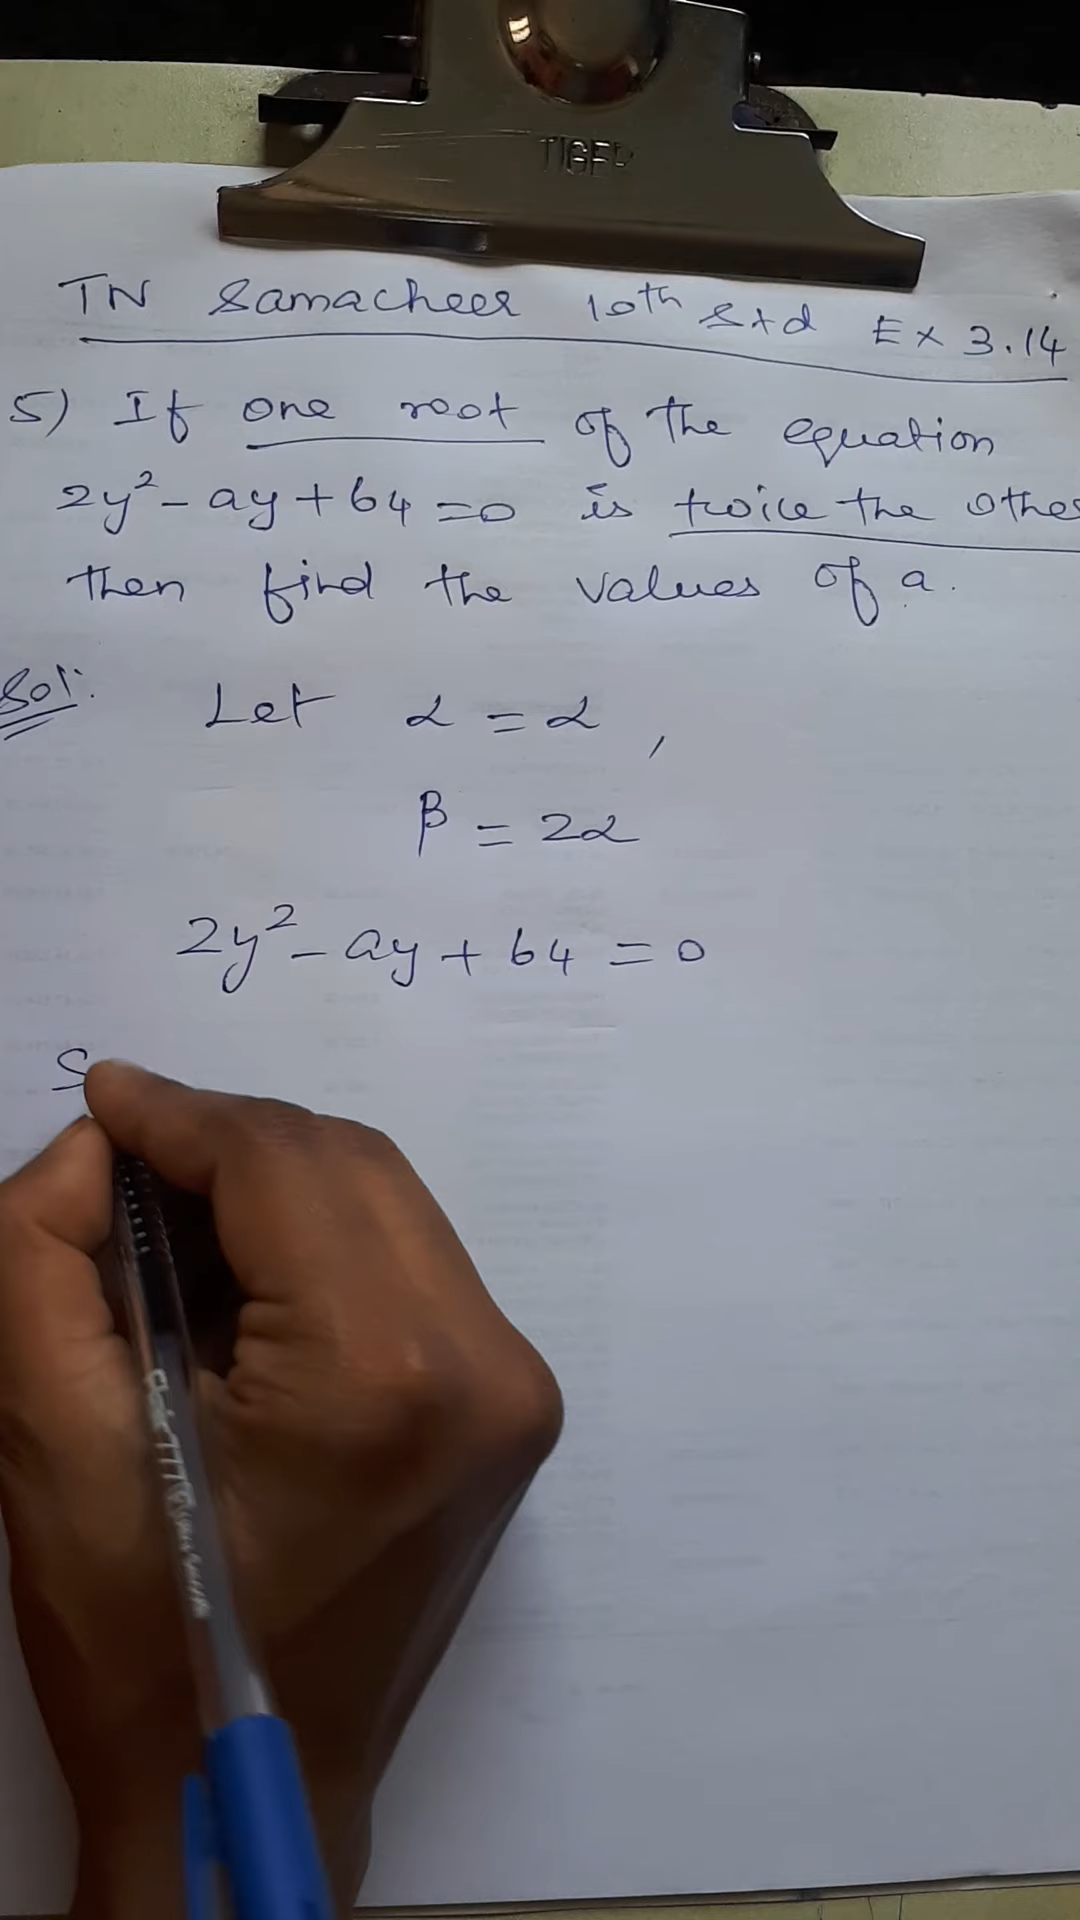 TIGER
TN Samacheer 10th Std Ex 3.14
5) If one root of the equation
2y² - ay + 64 = 0 is twice the other
then find the values of a.
Sol:
Let α = α,
β = 2α
2y² - ay + 64 = 0
S